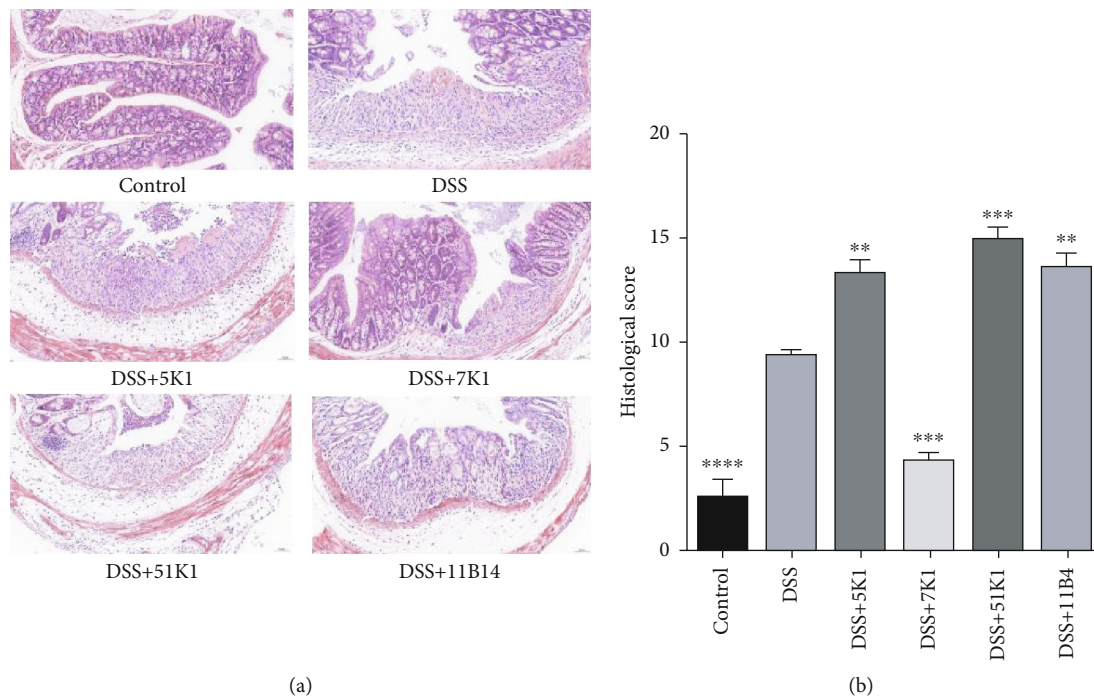 Control
DSS
DSS+5K1
DSS+7K1
DSS+51K1
DSS+11B14
(a)
Histological score
20
15
10
5
0
****
**
***
***
**
Control
DSS
DSS+5K1
DSS+7K1
DSS+51K1
DSS+11B4
(b)